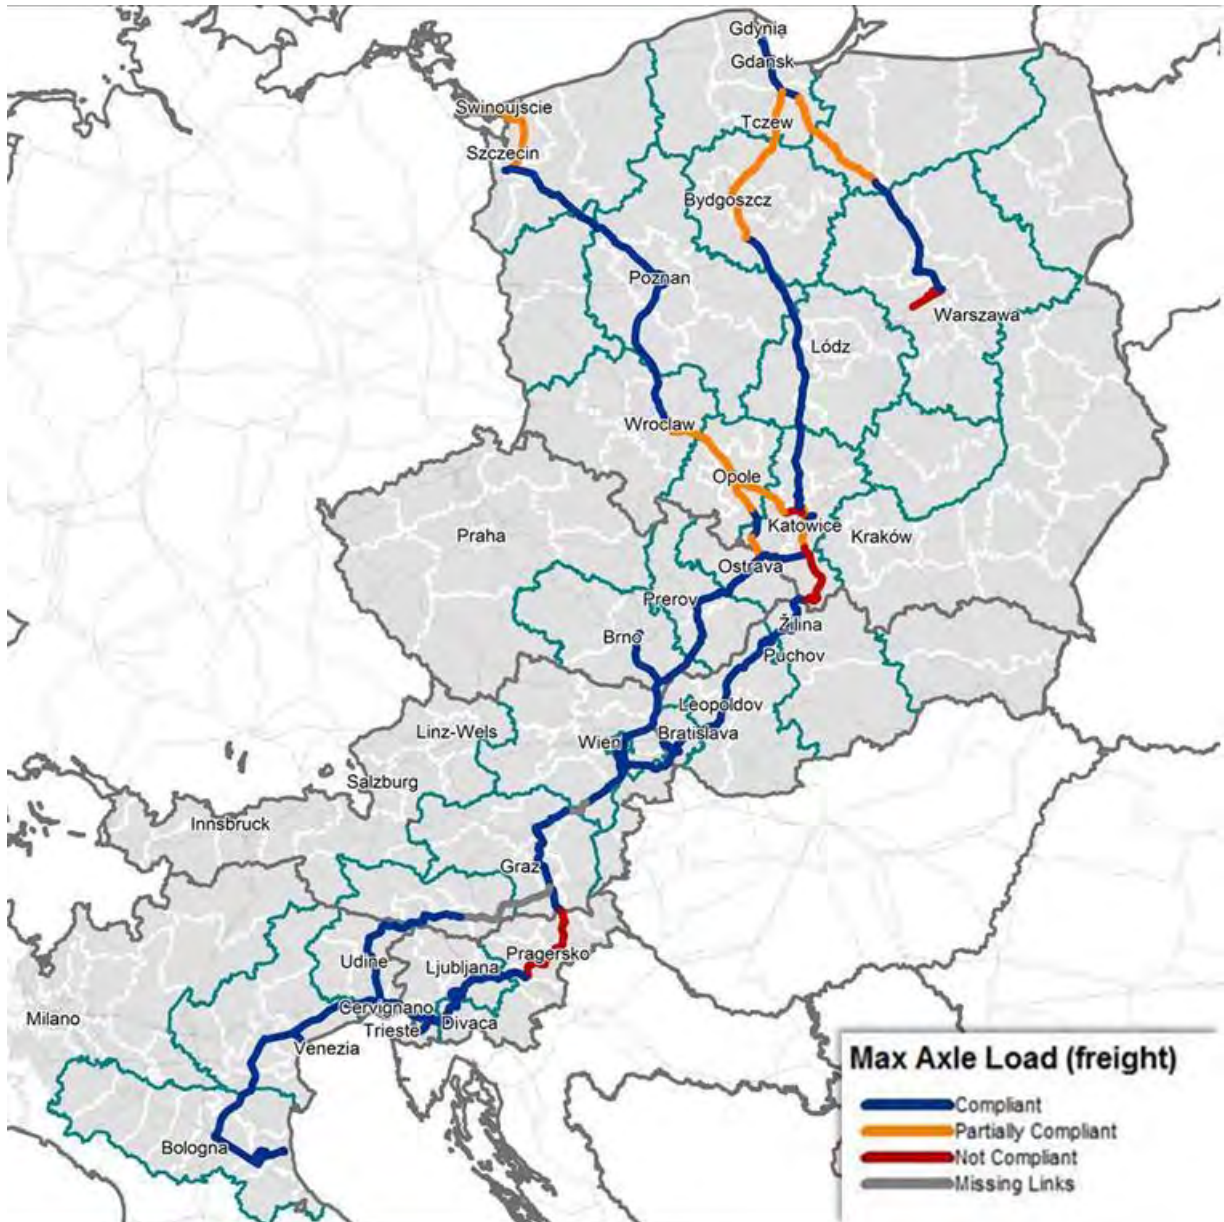 Gdynia
Gdańsk
Swinoujscie
Tczew
Szczecin
Bydgoszcz
Poznan
Warszawa
Lódz
Wroclaw
Opole
Katowice
Kraków
Praha
Ostrava
Prerov
Žilina
Brno
Puchov
Leopoldov
Linz-Wels
Wien
Bratislava
Salzburg
Innsbruck
Graz
Pragersko
Udine
Ljubljana
Cervignano
Milano
Trieste
Divaca
Venezia
Bologna
Max Axle Load (freight)
Compliant
Partially Compliant
Not Compliant
Missing Links